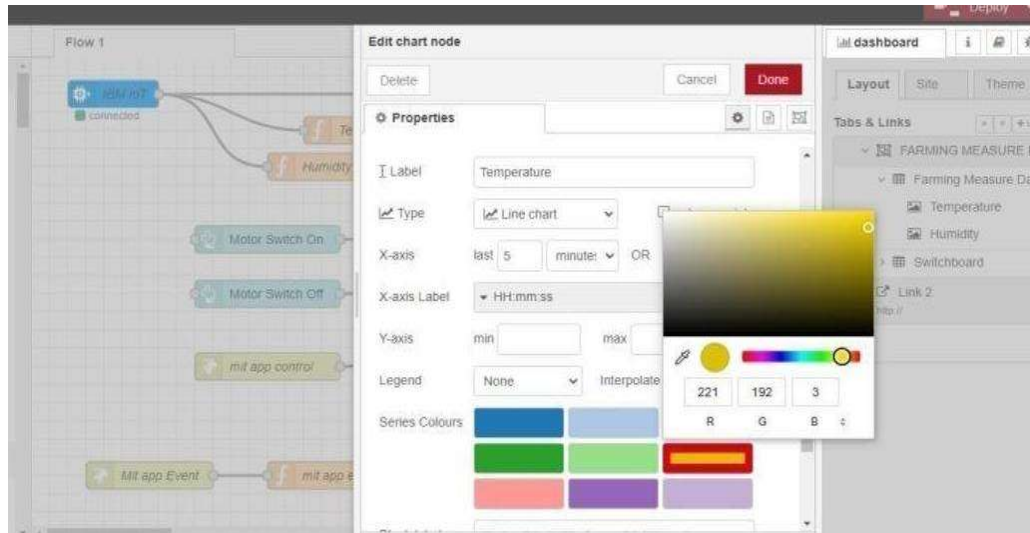 Deploy
Flow 1
Edit chart node
dashboard
i
Delete
Cancel
Done
Layout
Site
Theme
IBM IoT
connected
Properties
Tabs & Links
Te
FARMING MEASURE
Humidity
Label
Temperature
Farming Measure Da
Temperature
Type
Line chart
Humidity
Motor Switch On
X-axis
last 5 minutes OR
Switchboard
Motor Switch Off
X-axis Label
HH:mm:ss
Link 2
http://
Y-axis
min
max
mit app control
Legend
None
Interpolate
221 192 3
R G B
Series Colours
Mit app Event
mit app e